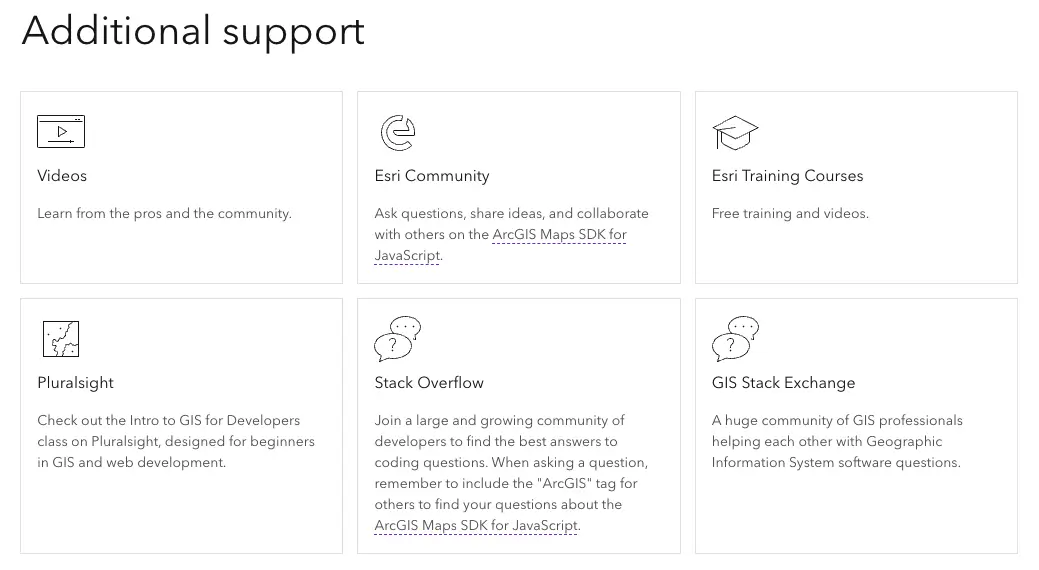 Additional support
Videos
Learn from the pros and the community.
Esri Community
Ask questions, share ideas, and collaborate
with others on the ArcGIS Maps SDK for
JavaScript.
Esri Training Courses
Free training and videos.
Pluralsight
Check out the Intro to GIS for Developers
class on Pluralsight, designed for beginners
in GIS and web development.
?
Stack Overflow
Join a large and growing community of
developers to find the best answers to
coding questions. When asking a question,
remember to include the "ArcGIS" tag for
others to find your questions about the
ArcGIS Maps SDK for JavaScript.
?
GIS Stack Exchange
A huge community of GIS professionals
helping each other with Geographic
Information System software questions.